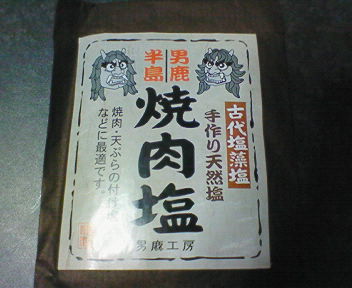 男鹿
半島
古代塩藻塩
手作り天然塩
焼肉塩
焼肉・天ぷらの付け塩
などに最適です。
男鹿工房